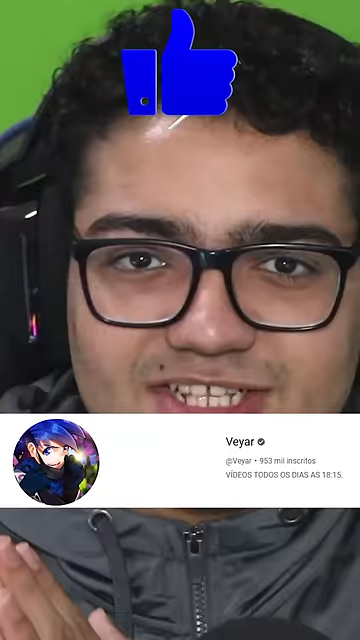 Veyar
@Veyar • 953 mil inscritos
VÍDEOS TODOS OS DIAS AS 18:15.